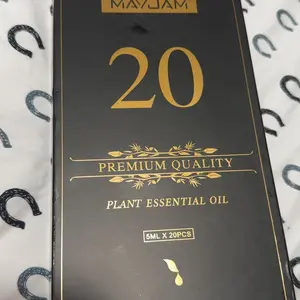 MAYJAM
20
PREMIUM QUALITY
PLANT ESSENTIAL OIL
5ML X 20PCS